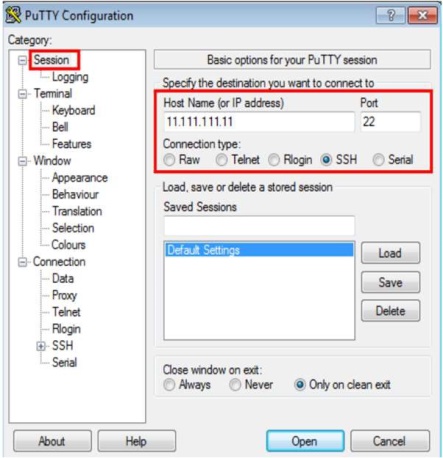 PuTTY Configuration
Category:
Session
Logging
Terminal
Keyboard
Bell
Features
Window
Appearance
Behaviour
Translation
Selection
Colours
Connection
Data
Proxy
Telnet
Rlogin
SSH
Serial
Basic options for your PuTTY session
Specify the destination you want to connect to
Host Name (or IP address) Port
11.111.111.11 22
Connection type:
Raw Telnet Rlogin SSH Serial
Load, save or delete a stored session
Saved Sessions
Default Settings
Load
Save
Delete
Close window on exit:
Always Never Only on clean exit
About Help Open Cancel